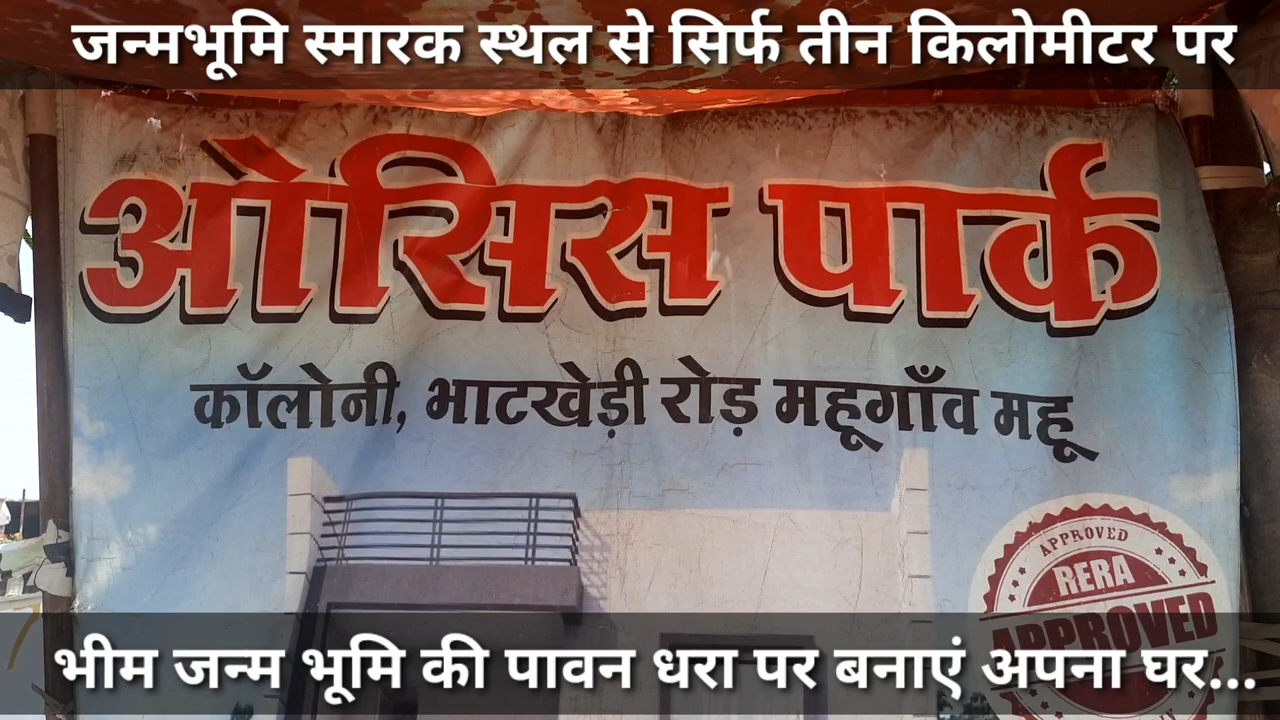 जन्मभूमि स्मारक स्थल से सिर्फ तीन किलोमीटर पर
ओसिस पार्क
कॉलोनी, भाटखेड़ी रोड़ महूगाँव महू
APPROVED
RERA
APPROVED
भीम जन्म भूमि की पावन धरा पर बनाएं अपना घर...